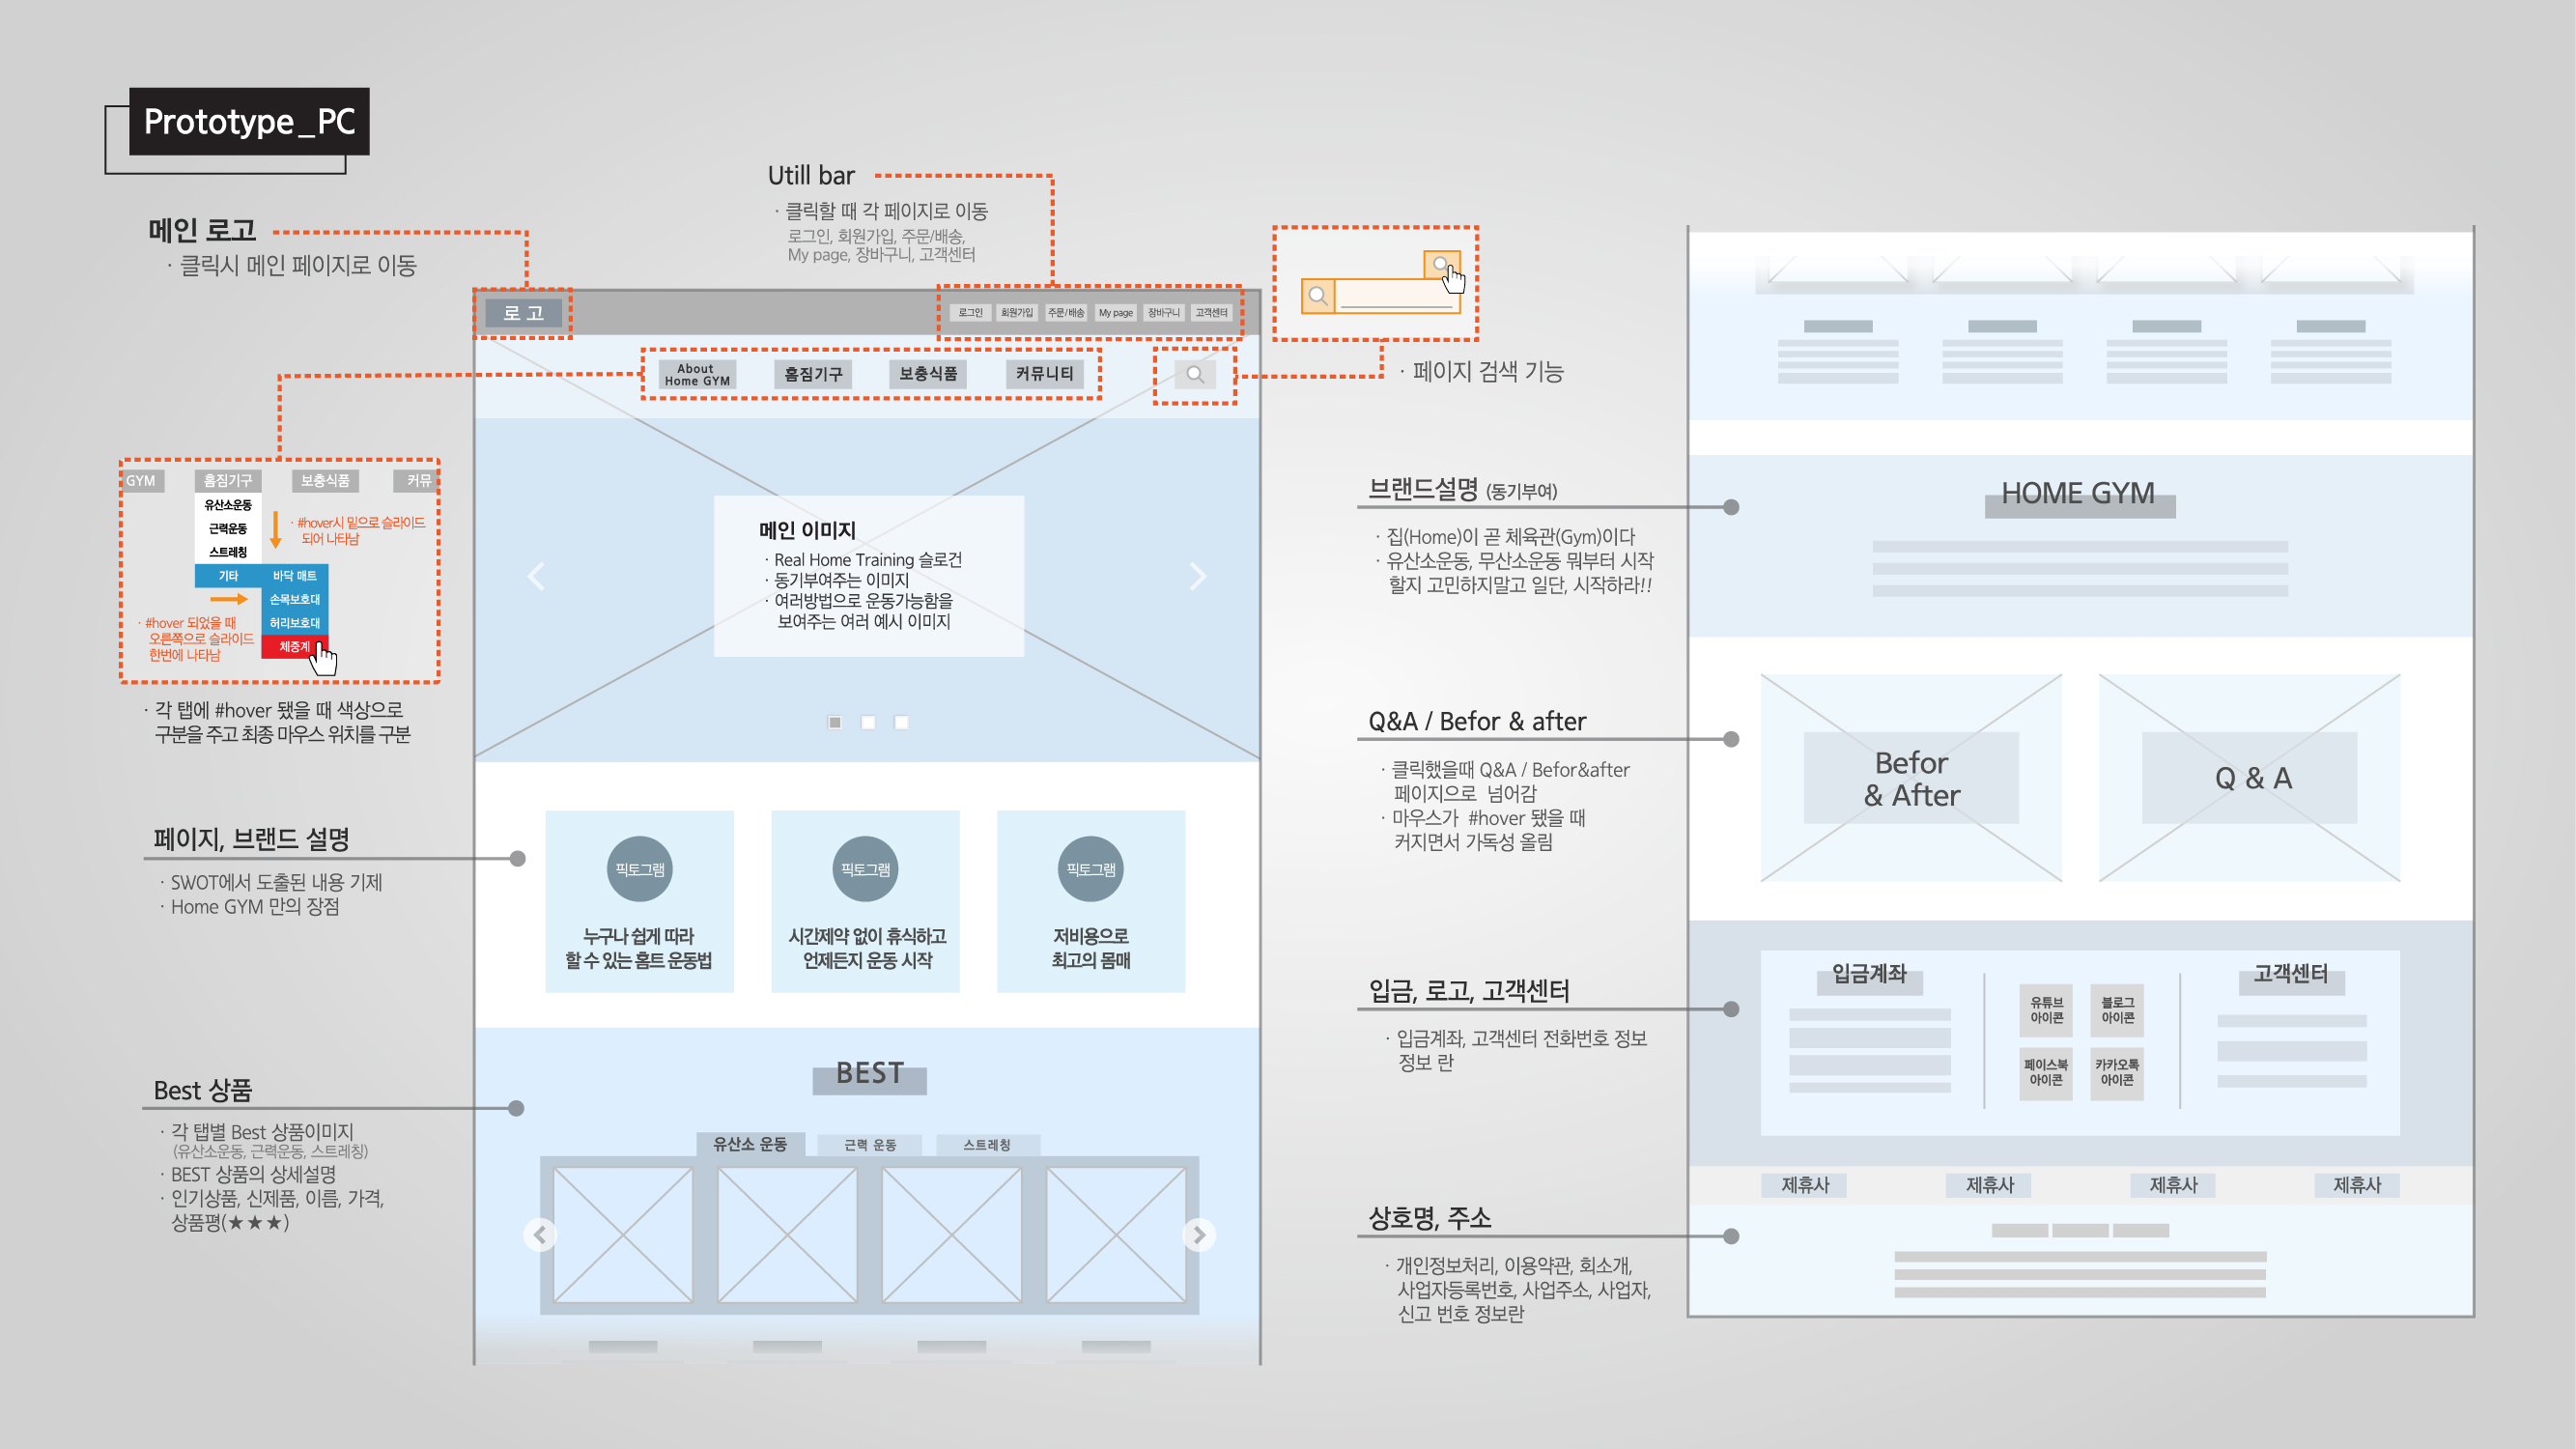 Prototype_PC
메인 로고
· 클릭시 메인 페이지로 이동
Utill bar
· 클릭할 때 각 페이지로 이동
로그인, 회원가입, 주문/배송,
My page, 장바구니, 고객센터
로 고
로그인
회원가입
주문/배송
My page
장바구니
고객센터
About
Home GYM
홈짐기구
보충식품
커뮤니티
· 페이지 검색 기능
GYM
홈짐기구
보충식품
커뮤
유산소운동
근력운동
스트레칭
기타
바닥 매트
손목보호대
허리보호대
체중계
· #hover시 밑으로 슬라이드
되어 나타남
· #hover 되었을 때
오른쪽으로 슬라이드
한번에 나타남
· 각 탭에 #hover 됐을 때 색상으로
구분을 주고 최종 마우스 위치를 구분
메인 이미지
· Real Home Training 슬로건
· 동기부여주는 이미지
· 여러방법으로 운동가능함을
보여주는 여러 예시 이미지
페이지, 브랜드 설명
· SWOT에서 도출된 내용 기제
· Home GYM 만의 장점
픽토그램
누구나 쉽게 따라
할 수 있는 홈트 운동법
픽토그램
시간제약 없이 휴식하고
언제든지 운동 시작
픽토그램
저비용으로
최고의 몸매
Best 상품
· 각 탭별 Best 상품이미지
(유산소운동, 근력운동, 스트레칭)
· BEST 상품의 상세설명
· 인기상품, 신제품, 이름, 가격,
상품평(★★★)
BEST
유산소 운동
근력 운동
스트레칭
브랜드설명 (동기부여)
· 집(Home)이 곧 체육관(Gym)이다
· 유산소운동, 무산소운동 뭐부터 시작
할지 고민하지말고 일단, 시작하라!!
HOME GYM
Q&A / Befor & after
· 클릭했을때 Q&A / Befor&after
페이지으로 넘어감
· 마우스가 #hover 됐을 때
커지면서 가독성 올림
Befor
& After
Q & A
입금, 로고, 고객센터
· 입금계좌, 고객센터 전화번호 정보
정보 란
입금계좌
유튜브
아이콘
블로그
아이콘
페이스북
아이콘
카카오톡
아이콘
고객센터
제휴사
제휴사
제휴사
제휴사
상호명, 주소
· 개인정보처리, 이용약관, 회소개,
사업자등록번호, 사업주소, 사업자,
신고 번호 정보란